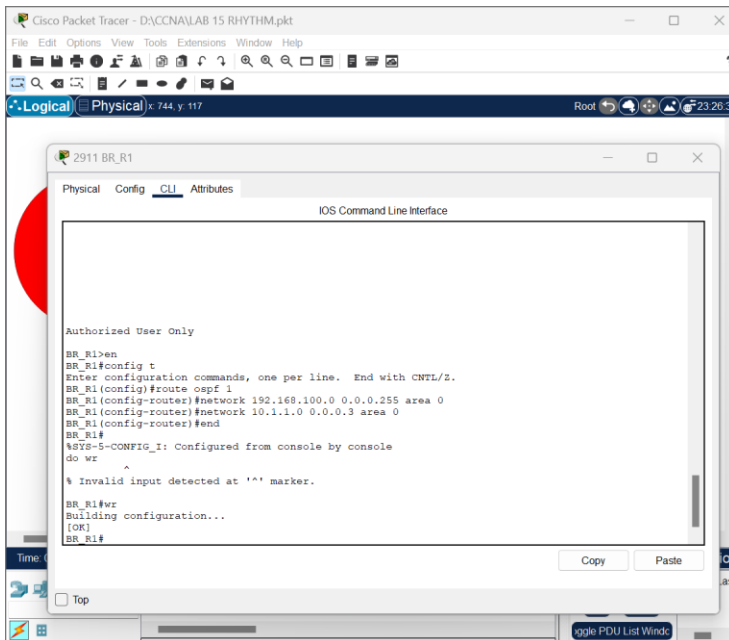 Cisco Packet Tracer - D:\CCNA\LAB 15 RHYTHM.pkt
File Edit Options View Tools Extensions Window Help
Logical Physical x: 744, y: 117 Root 23:26:3
2911 BR_R1
Physical Config CLI Attributes
IOS Command Line Interface
Authorized User Only
BR_R1>en
BR_R1#config t
Enter configuration commands, one per line. End with CNTL/Z.
BR_R1(config)#route ospf 1
BR_R1(config-router)#network 192.168.100.0 0.0.0.255 area 0
BR_R1(config-router)#network 10.1.1.0 0.0.0.3 area 0
BR_R1(config-router)#end
BR_R1#
%SYS-5-CONFIG_I: Configured from console by console
do wr
^
% Invalid input detected at '^' marker.
BR_R1#wr
Building configuration...
[OK]
BR_R1#
Time:
Copy Paste
Top
oggle PDU List Windc